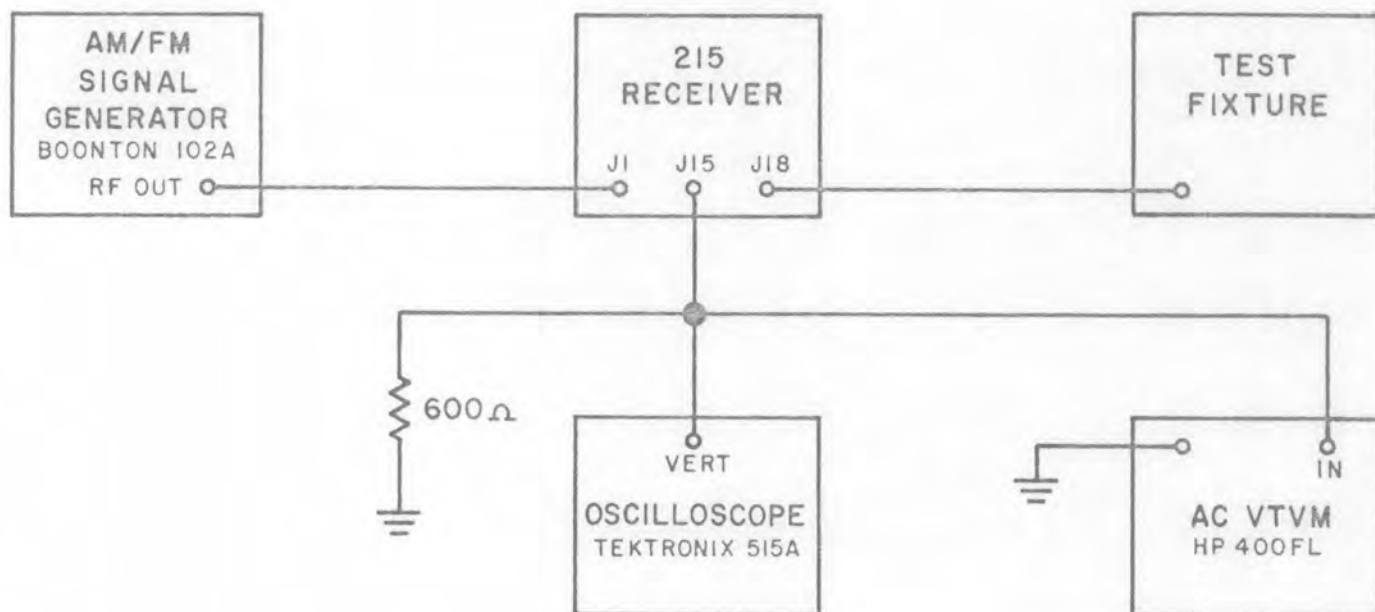 AM/FM
SIGNAL
GENERATOR
BOONTON 102A
RF OUT
215
RECEIVER
J1 J15 J18
TEST
FIXTURE
600Ω
VERT
OSCILLOSCOPE
TEKTRONIX 515A
IN
AC VTVM
HP 400FL